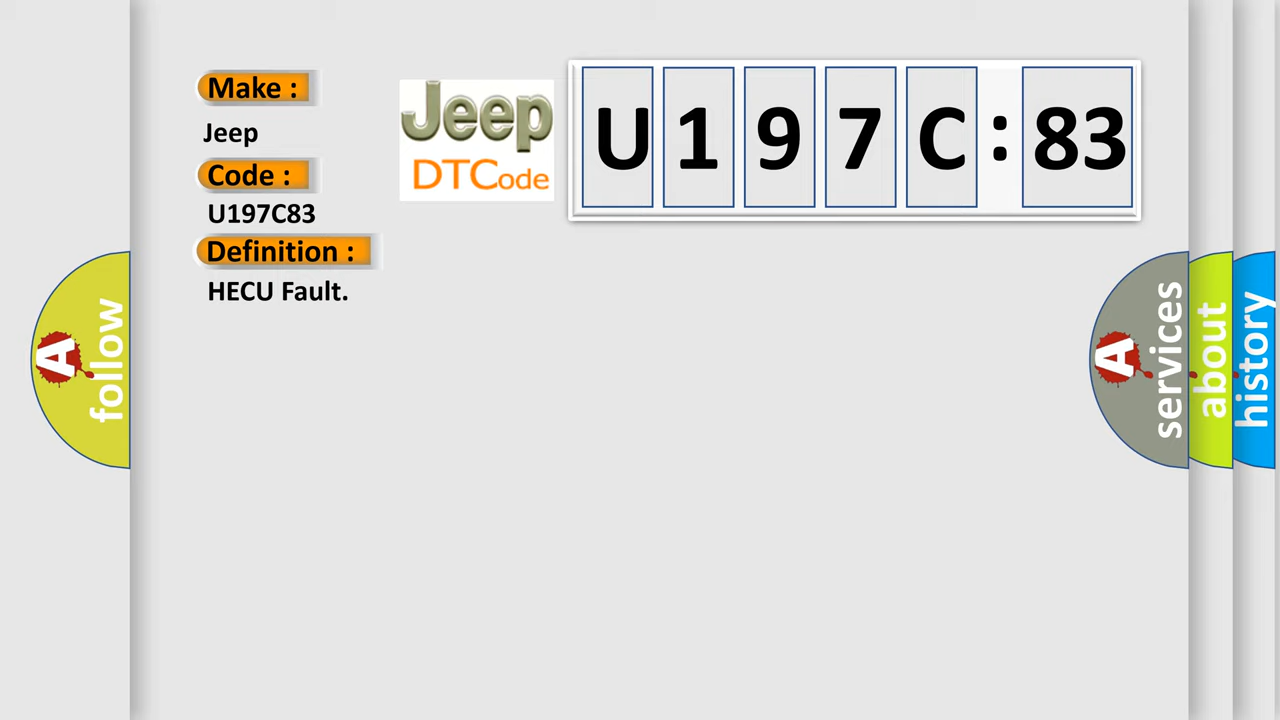 Make :
Jeep
Code :
U197C83
Definition :
HECU Fault.
Jeep
DTCode
U197C:83
A follow
A services
about
history